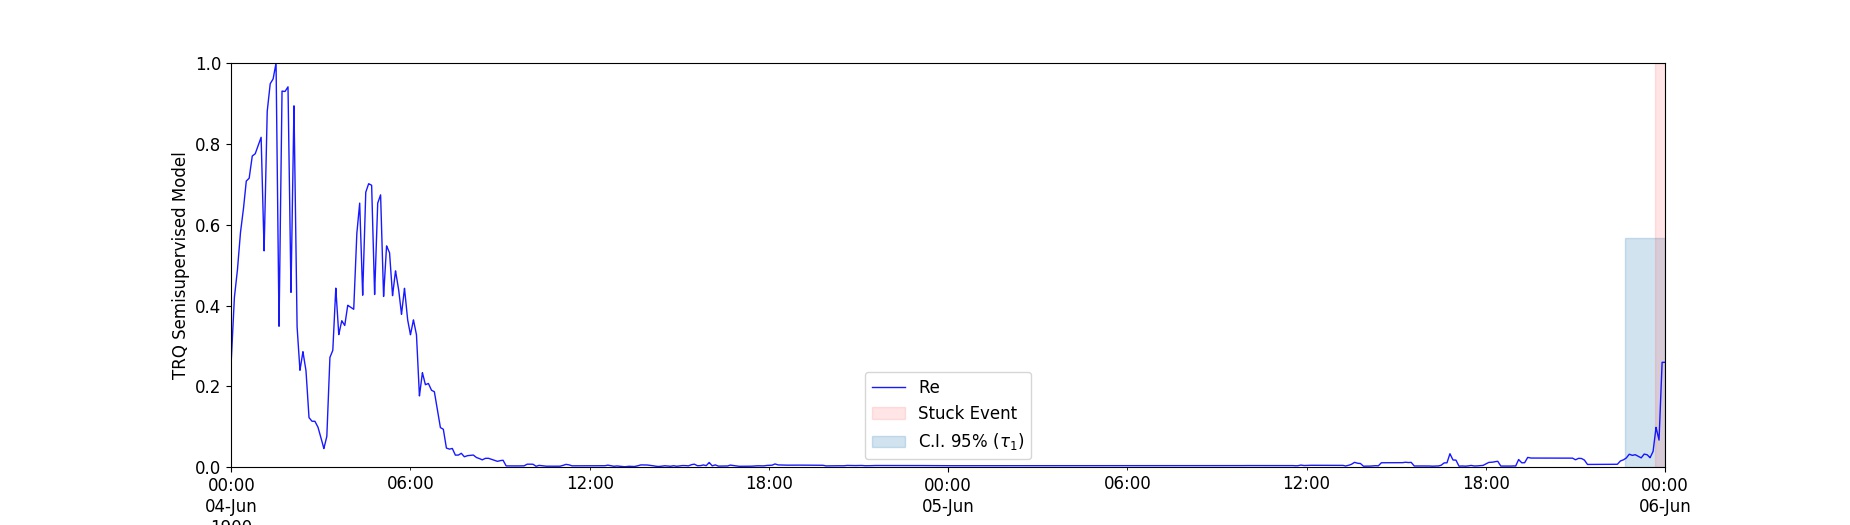 TRQ Semisupervised Model
1.0
0.8
0.6
0.4
0.2
0.0
Re
Stuck Event
C.I. 95% (τ₁)
00:00 06:00 12:00 18:00 00:00 06:00 12:00 18:00 00:00
04-Jun 05-Jun 06-Jun
1900